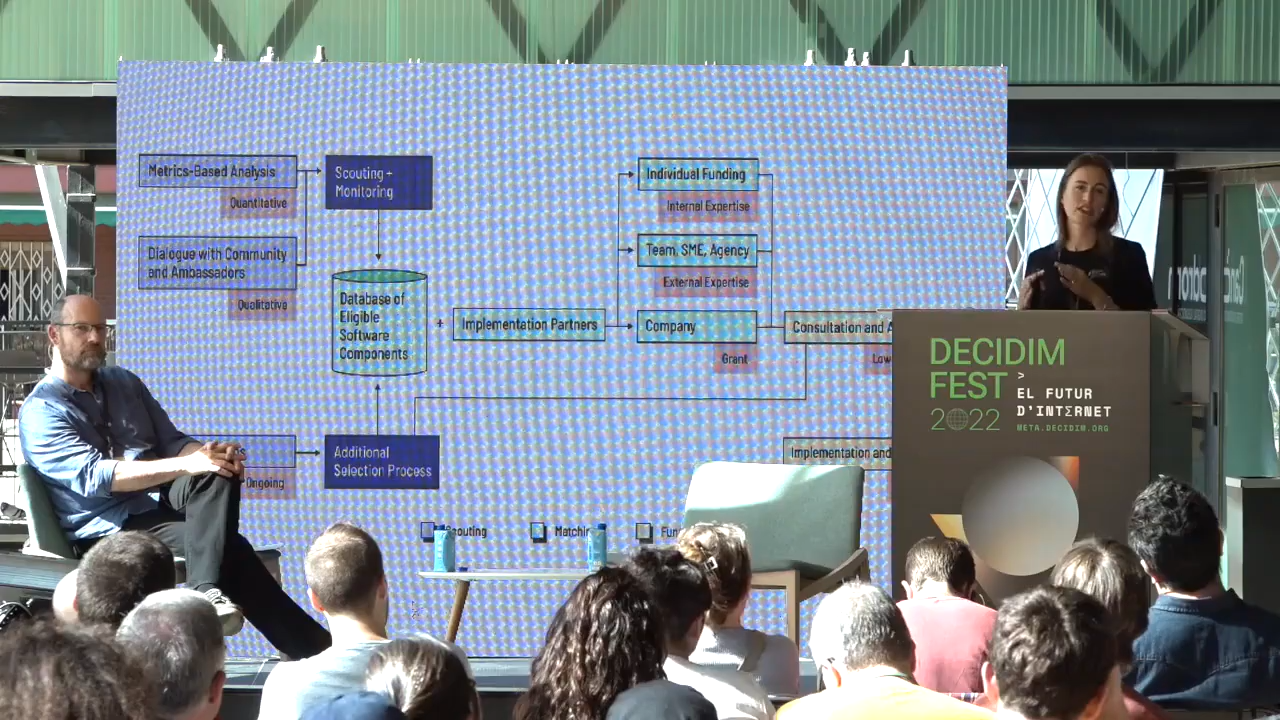 Metrics-Based Analysis
Quantitative
Dialogue with Community
and Ambassadors
Qualitative
Scouting +
Monitoring
Database of
Eligible
Software
Components
+
Implementation Partners
Individual Funding
Internal Expertise
Team, SME, Agency
External Expertise
Company
Grant
Consultation and
Ongoing
Additional
Selection Process
Implementation and
Scouting
DECIDIM
FEST
2022
>
EL FUTUR
D'INTΣRNET
META.DECIDIM.ORG